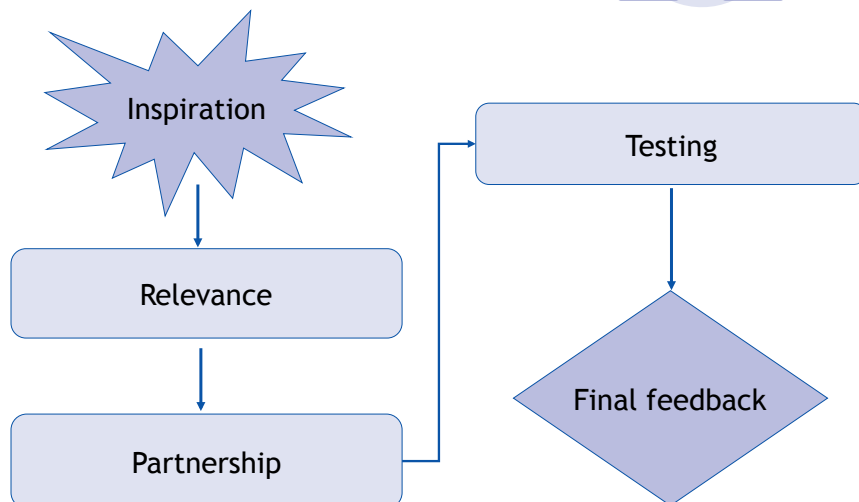 Inspiration
Relevance
Partnership
Testing
Final feedback